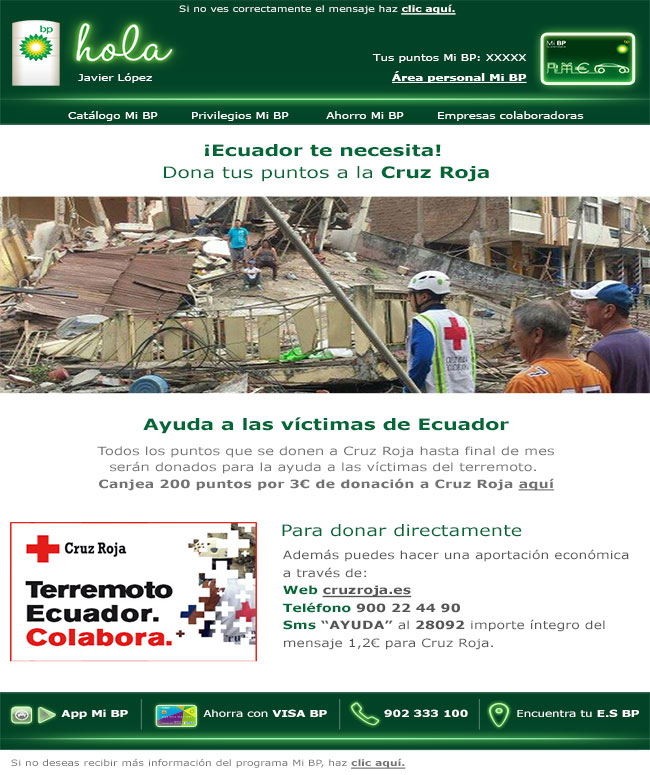 Si no ves correctamente el mensaje haz clic aquí.
bp
hola
Javier López
Tus puntos Mi BP: XXXXX
Área personal Mi BP
Mi BP
Catálogo Mi BP Privilegios Mi BP Ahorro Mi BP Empresas colaboradoras
¡Ecuador te necesita!
Dona tus puntos a la Cruz Roja
Ayuda a las víctimas de Ecuador
Todos los puntos que se donen a Cruz Roja hasta final de mes
serán donados para la ayuda a las víctimas del terremoto.
Canjea 200 puntos por 3€ de donación a Cruz Roja aquí
Cruz Roja
Terremoto
Ecuador.
Colabora.
Para donar directamente
Además puedes hacer una aportación económica
a través de:
Web cruzroja.es
Teléfono 900 22 44 90
Sms “AYUDA” al 28092 importe íntegro del
mensaje 1,2€ para Cruz Roja.
App Mi BP Ahorra con VISA BP 902 333 100 Encuentra tu E.S BP
Si no deseas recibir más información del programa Mi BP, haz clic aquí.